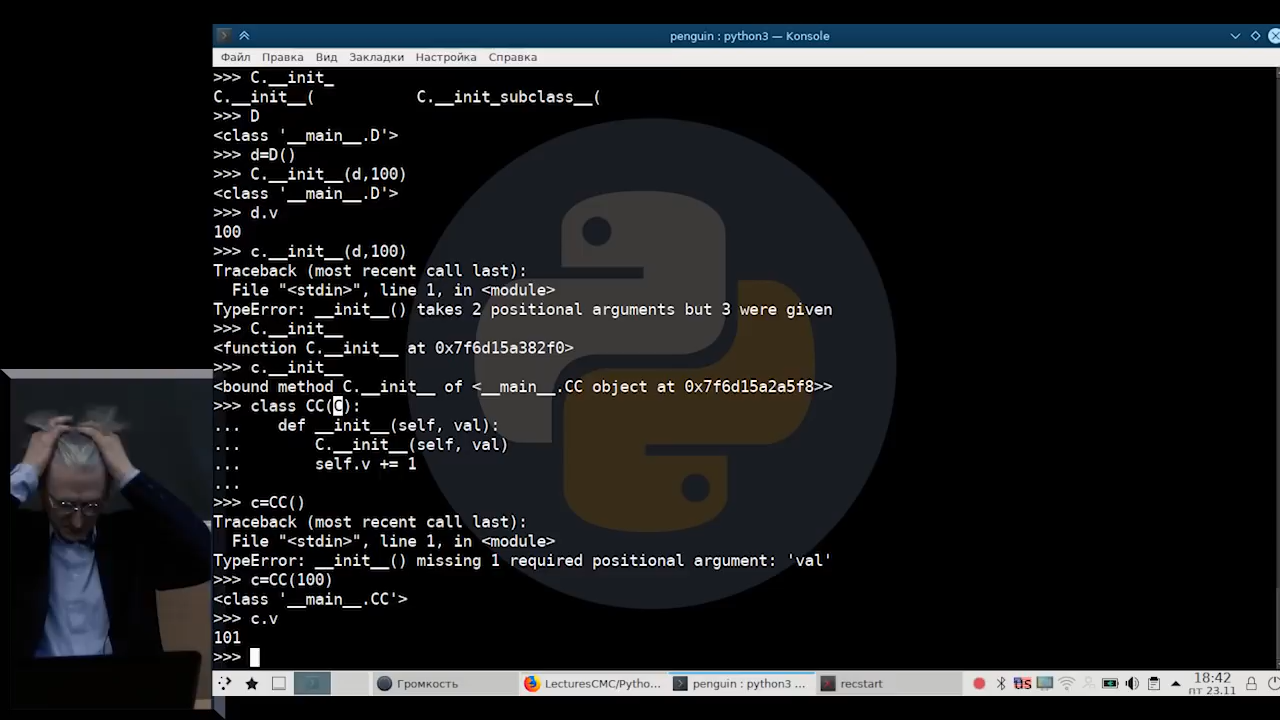 penguin : python3 — Konsole
Файл Правка Вид Закладки Настройка Справка
>>> C.__init_
C.__init__( C.__init_subclass__(
>>> D
<class '__main__.D'>
>>> d=D()
>>> C.__init__(d,100)
<class '__main__.D'>
>>> d.v
100
>>> c.__init__(d,100)
Traceback (most recent call last):
  File "<stdin>", line 1, in <module>
TypeError: __init__() takes 2 positional arguments but 3 were given
>>> C.__init__
<function C.__init__ at 0x7f6d15a382f0>
>>> c.__init__
<bound method C.__init__ of <__main__.CC object at 0x7f6d15a2a5f8>>
>>> class CC(C):
...    def __init__(self, val):
...        C.__init__(self, val)
...        self.v += 1
...
>>> c=CC()
Traceback (most recent call last):
  File "<stdin>", line 1, in <module>
TypeError: __init__() missing 1 required positional argument: 'val'
>>> c=CC(100)
<class '__main__.CC'>
>>> c.v
101
>>>
Громкость LecturesCMC/Pytho... penguin : python3 ... recstart us 18:42
пт 23.11